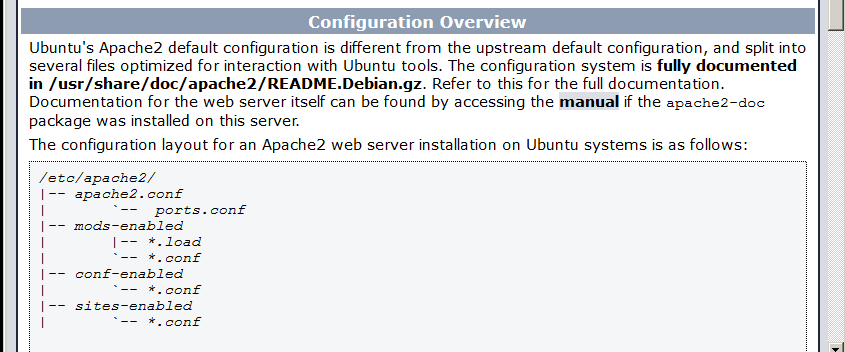 Configuration Overview
Ubuntu's Apache2 default configuration is different from the upstream default configuration, and split into
several files optimized for interaction with Ubuntu tools. The configuration system is fully documented
in /usr/share/doc/apache2/README.Debian.gz. Refer to this for the full documentation.
Documentation for the web server itself can be found by accessing the manual if the apache2-doc
package was installed on this server.
The configuration layout for an Apache2 web server installation on Ubuntu systems is as follows:
/etc/apache2/
|-- apache2.conf
|       `--  ports.conf
|-- mods-enabled
|       |-- *.load
|       `-- *.conf
|-- conf-enabled
|       `-- *.conf
|-- sites-enabled
|       `-- *.conf